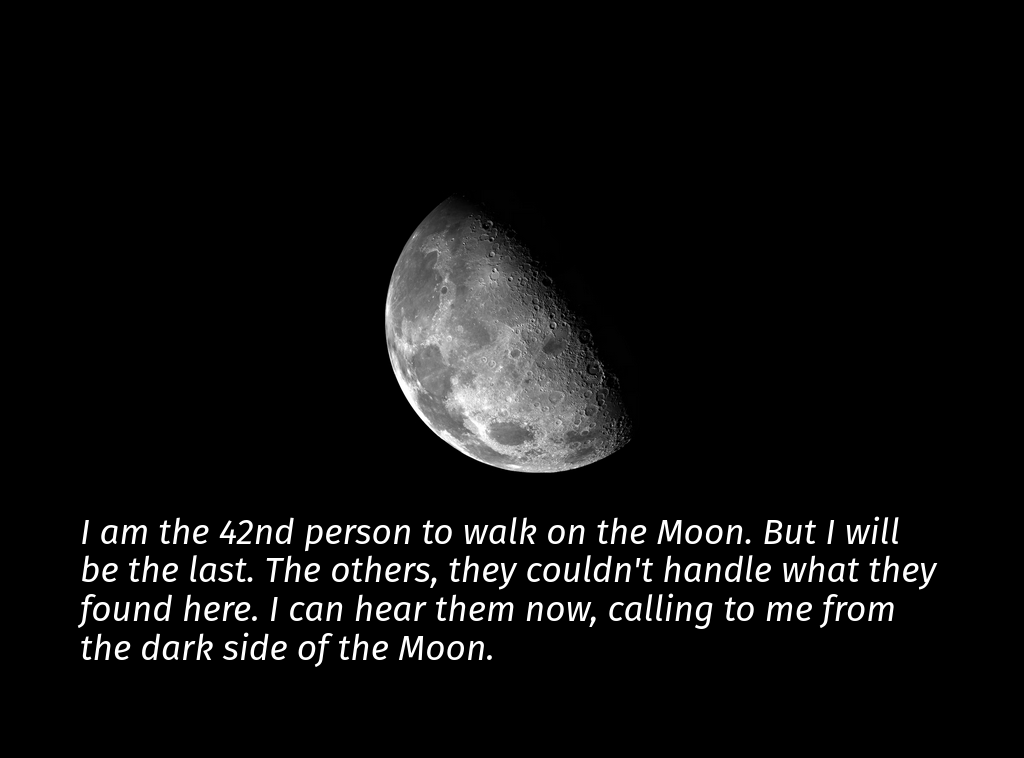 I am the 42nd person to walk on the Moon. But I will
be the last. The others, they couldn't handle what they
found here. I can hear them now, calling to me from
the dark side of the Moon.